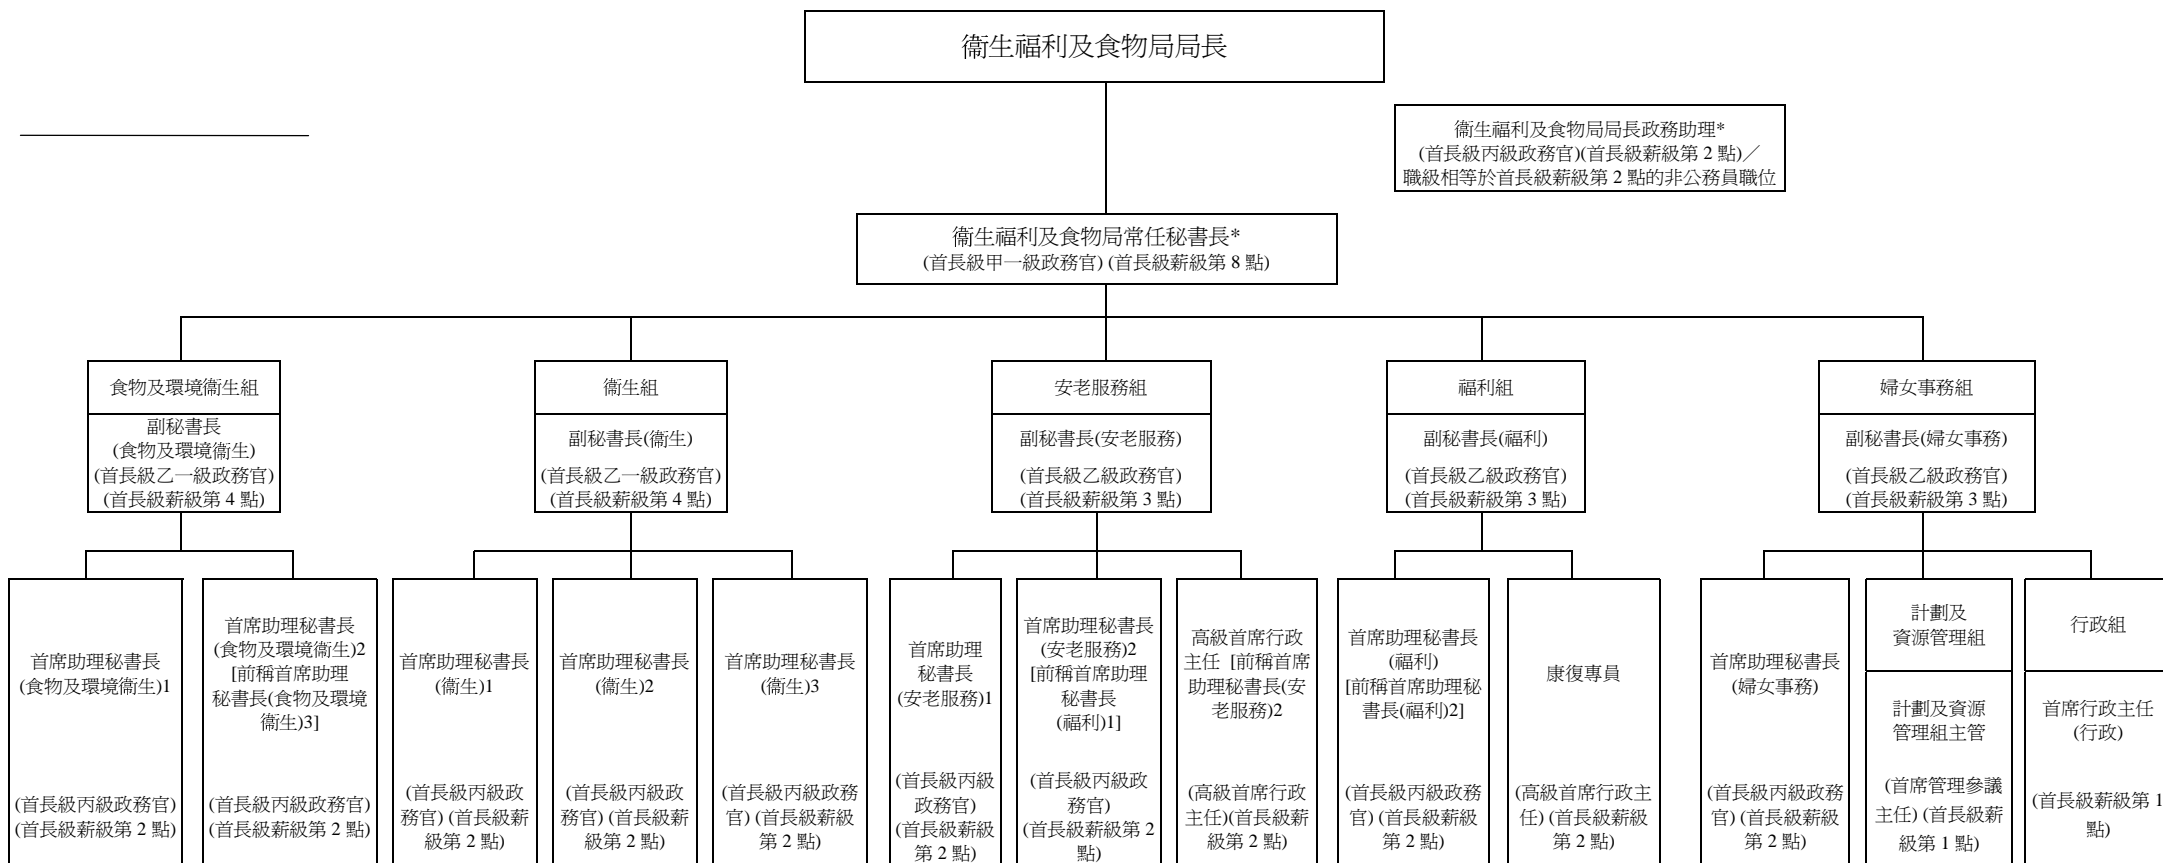 衞生福利及食物局局長
衞生福利及食物局局長政務助理*
(首長級丙級政務官)(首長級薪級第 2 點)／
職級相等於首長級薪級第 2 點的非公務員職位
衞生福利及食物局常任秘書長*
(首長級甲一級政務官) (首長級薪級第 8 點)
食物及環境衞生組
副秘書長
(食物及環境衞生)
(首長級乙一級政務官)
(首長級薪級第 4 點)
衞生組
副秘書長(衞生)
(首長級乙一級政務官)
(首長級薪級第 4 點)
安老服務組
副秘書長(安老服務)
(首長級乙級政務官)
(首長級薪級第 3 點)
福利組
副秘書長(福利)
(首長級乙級政務官)
(首長級薪級第 3 點)
婦女事務組
副秘書長(婦女事務)
(首長級乙級政務官)
(首長級薪級第 3 點)
首席助理秘書長
(食物及環境衞生)1
(首長級丙級政務官)
(首長級薪級第 2 點)
首席助理秘書長
(食物及環境衞生)2
[前稱首席助理
秘書長(食物及環境
衞生)3]
(首長級丙級政務官)
(首長級薪級第 2 點)
首席助理秘書長
(衞生)1
(首長級丙級政
務官) (首長級薪
級第 2 點)
首席助理秘書長
(衞生)2
(首長級丙級政
務官) (首長級薪
級第 2 點)
首席助理秘書長
(衞生)3
(首長級丙級政務
官) (首長級薪級
第 2 點)
首席助理
秘書長
(安老服務)1
(首長級丙級
政務官)
(首長級薪級
第 2 點)
首席助理秘書長
(安老服務)2
[前稱首席助理
秘書長
(福利)1]
(首長級丙級政
務官)
(首長級薪級第 2
點)
高級首席行政
主任 [前稱首席
助理秘書長(安
老服務)2
(高級首席行政
主任)(首長級薪
級第 2 點)
首席助理秘書長
(福利)
[前稱首席助理秘
書長(福利)2]
(首長級丙級政務
官) (首長級薪級
第 2 點)
康復專員
(高級首席行政主
任) (首長級薪級
第 2 點)
首席助理秘書長
(婦女事務)
(首長級丙級政務
官) (首長級薪級
第 2 點)
計劃及
資源管理組
計劃及資源
管理組主管
(首席管理參議
主任) (首長級薪
級第 1 點)
行政組
首席行政主任
(行政)
(首長級薪級第 1
點)